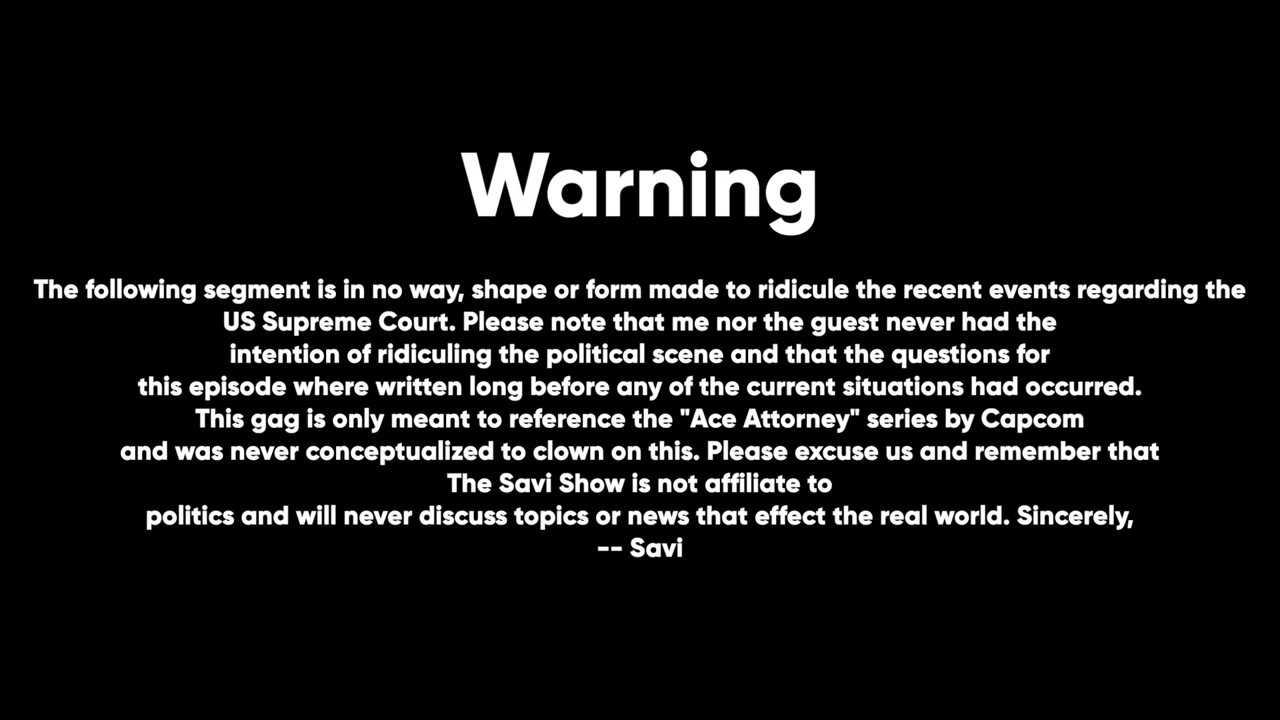 Warning
The following segment is in no way, shape or form made to ridicule the recent events regarding the
US Supreme Court. Please note that me nor the guest never had the
intention of ridiculing the political scene and that the questions for
this episode where written long before any of the current situations had occurred.
This gag is only meant to reference the "Ace Attorney" series by Capcom
and was never conceptualized to clown on this. Please excuse us and remember that
The Savi Show is not affiliate to
politics and will never discuss topics or news that effect the real world. Sincerely,
-- Savi